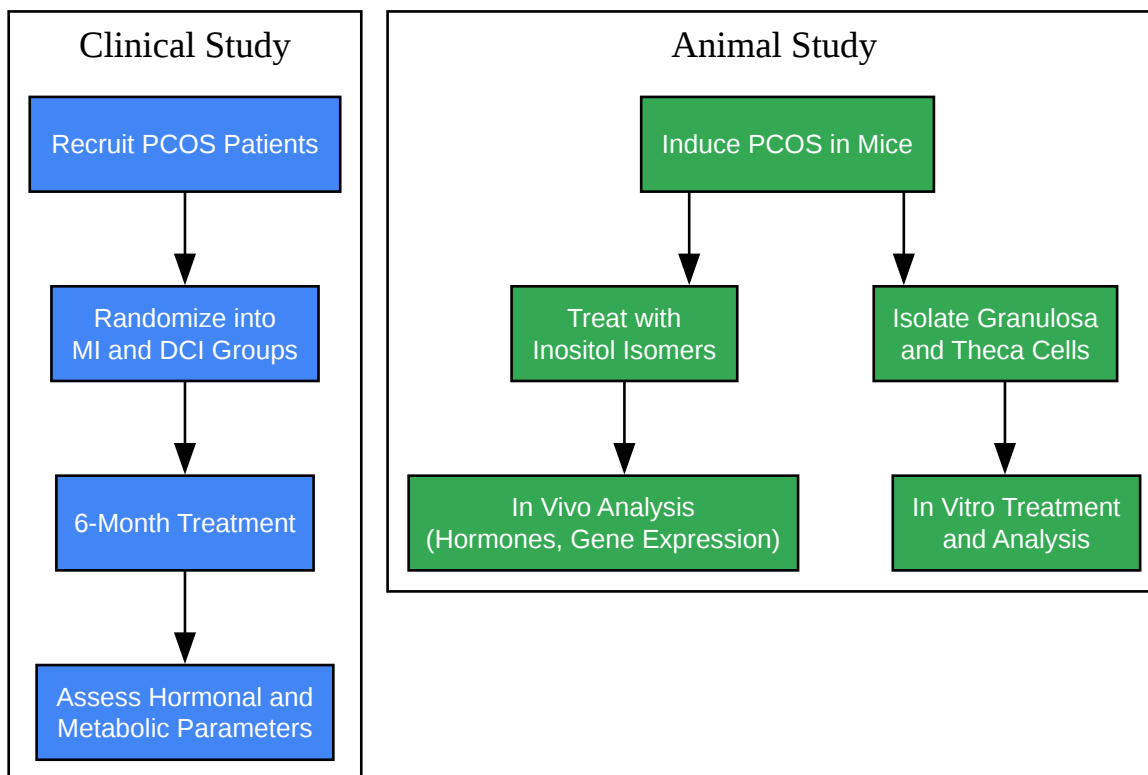 Clinical Study
Recruit PCOS Patients
Randomize into
MI and DCI Groups
6-Month Treatment
Assess Hormonal and
Metabolic Parameters
Animal Study
Induce PCOS in Mice
Treat with
Inositol Isomers
Isolate Granulosa
and Theca Cells
In Vivo Analysis
(Hormones, Gene Expression)
In Vitro Treatment
and Analysis